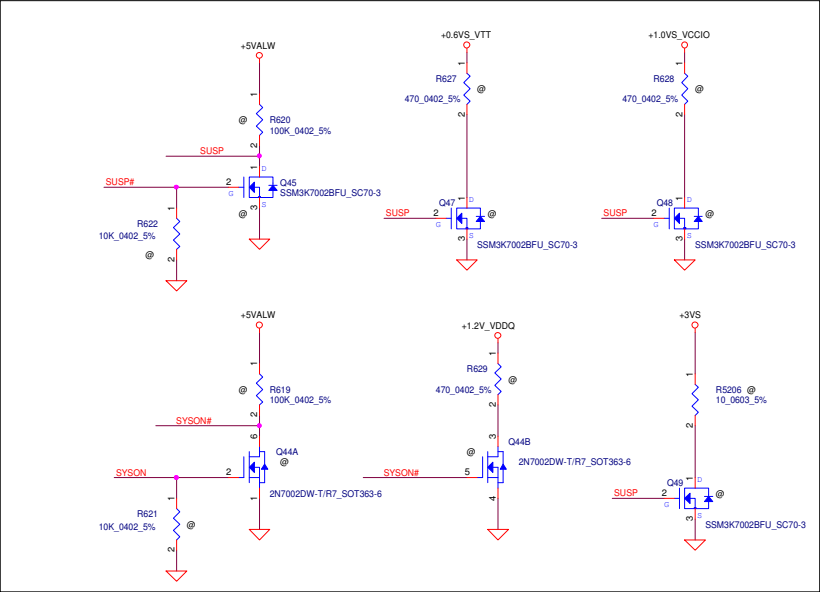 +5VALW
1
@
R620
100K_0402_5%
2
SUSP
1
D
SUSP#
2
G
Q45
SSM3K7002BFU_SC70-3
@
3
S
1
R622
10K_0402_5%
@
2
+0.6VS_VTT
1
R627
@
470_0402_5%
2
1
D
Q47
SUSP
2
G
@
3
S
SSM3K7002BFU_SC70-3
+1.0VS_VCCIO
1
R628
@
470_0402_5%
2
1
D
Q48
SUSP
2
G
@
3
S
SSM3K7002BFU_SC70-3
+5VALW
1
@
R619
100K_0402_5%
2
SYSON#
6
Q44A
@
SYSON
2
1
2N7002DW-T/R7_SOT363-6
1
R621
10K_0402_5%
@
2
+1.2V_VDDQ
1
R629
@
470_0402_5%
2
3
Q44B
@
2N7002DW-T/R7_SOT363-6
SYSON#
5
4
+3VS
1
R5206 @
10_0603_5%
2
1
D
Q49
SUSP
2
G
@
3
S
SSM3K7002BFU_SC70-3